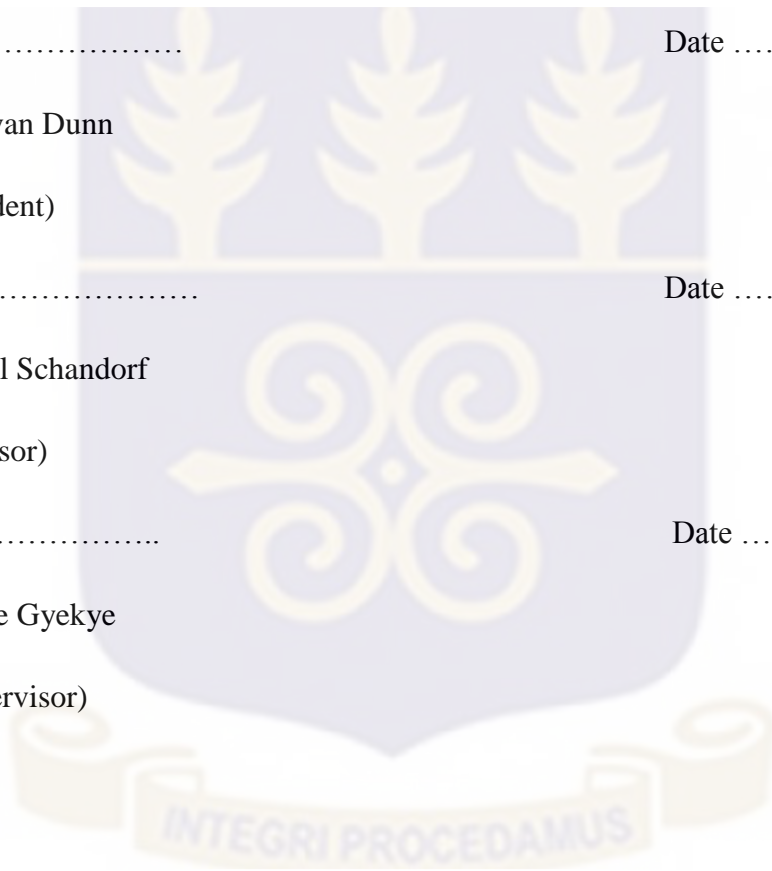 ……………… Date ….
van Dunn
dent)
………………… Date ….
l Schandorf
sor)
…………….. Date …
e Gyekye
ervisor)
INTEGRI PROCEDAMUS